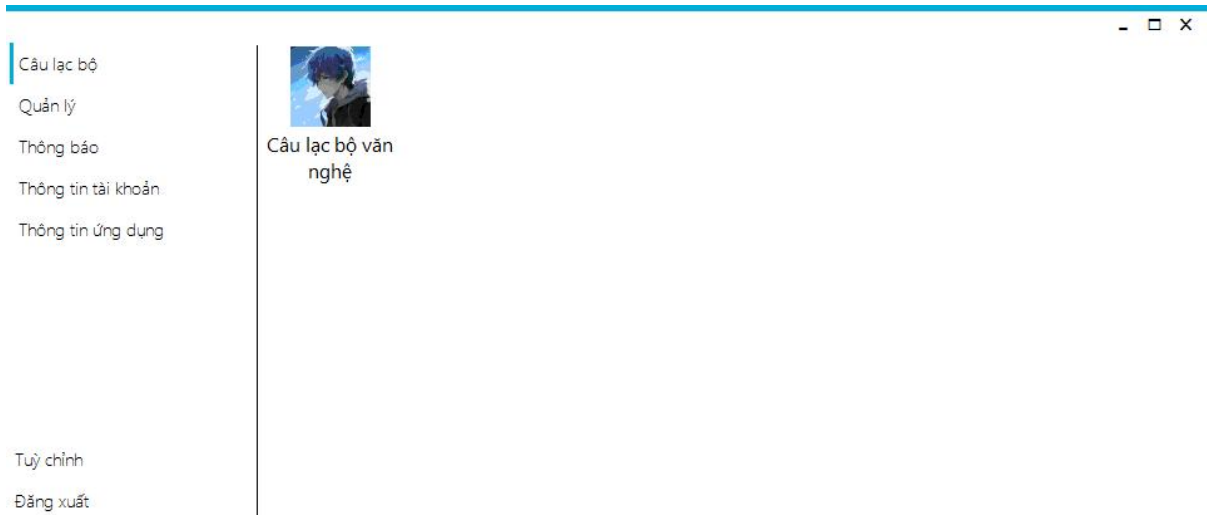 Câu lạc bộ
Quản lý
Thông báo
Thông tin tài khoản
Thông tin ứng dụng
Tuỳ chỉnh
Đăng xuất
Câu lạc bộ văn
nghệ